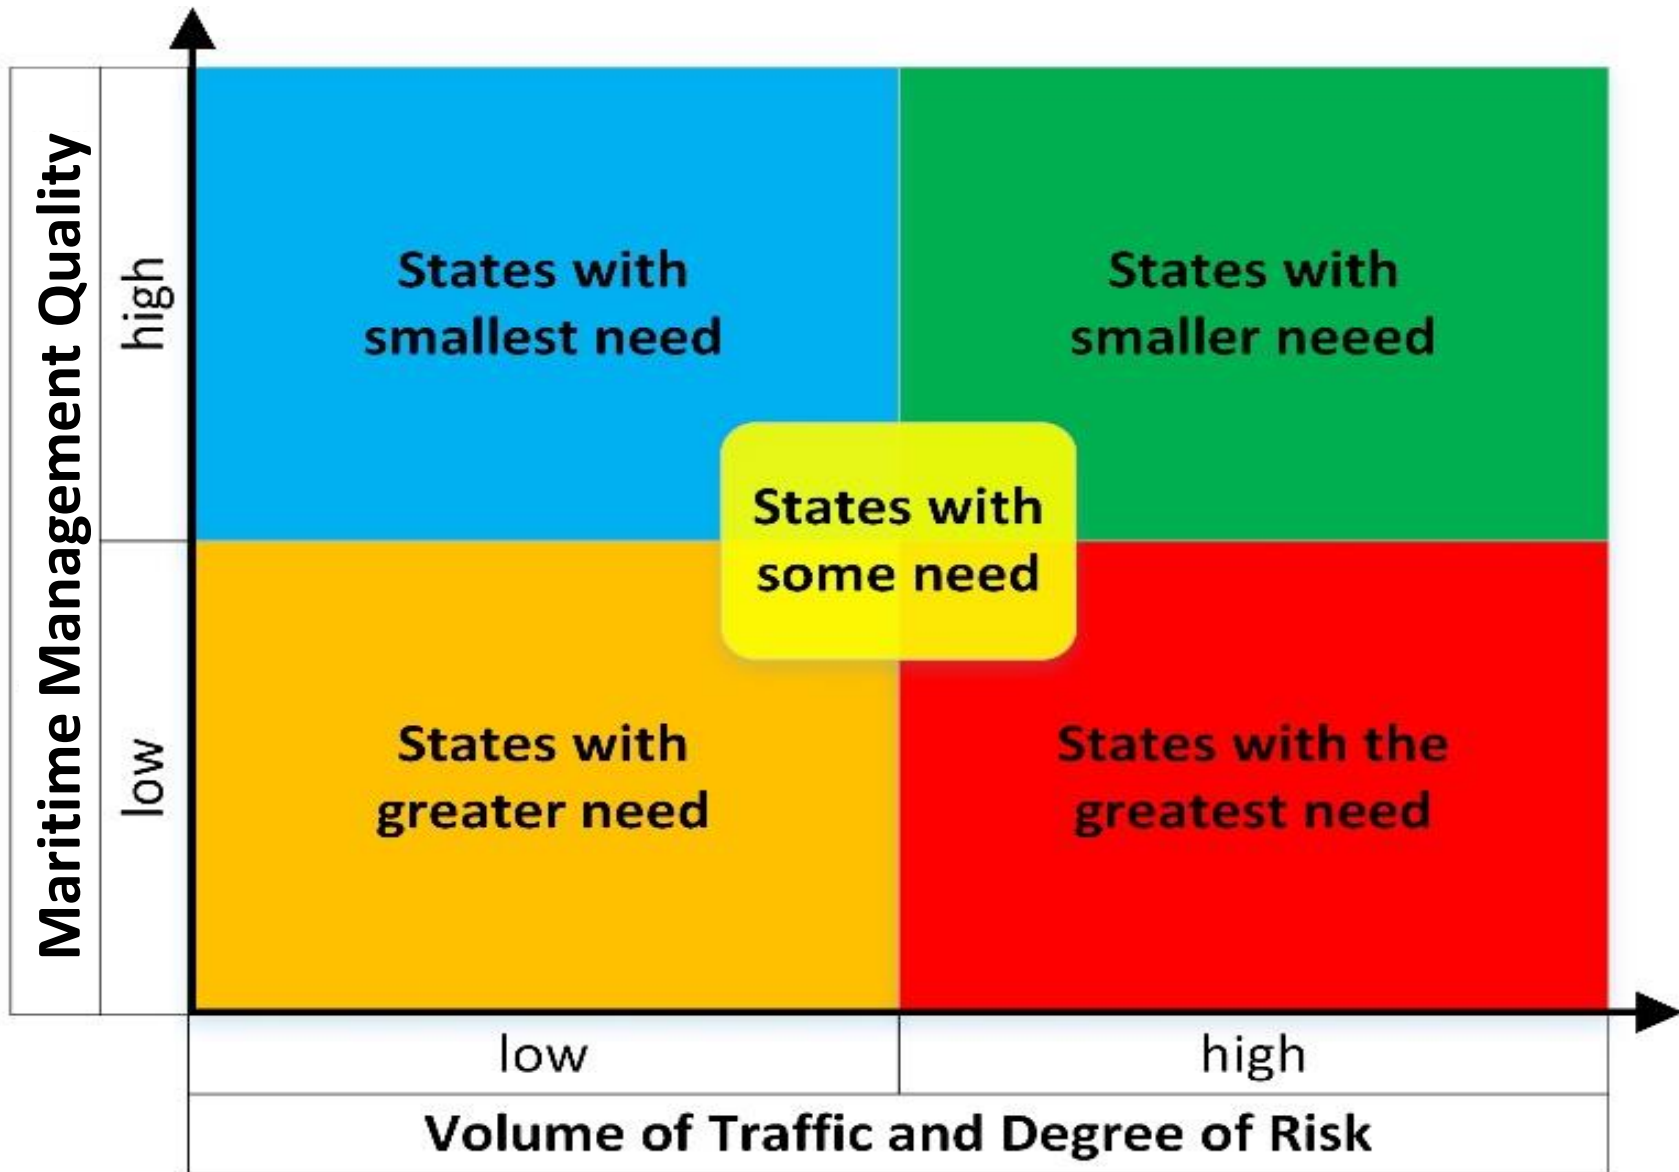 Maritime Management Quality
high
low
States with
smallest need
States with
smaller neeed
States with
some need
States with
greater need
States with the
greatest need
low
high
Volume of Traffic and Degree of Risk